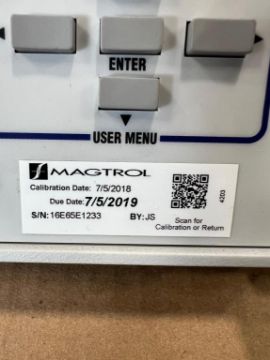 ENTER
USER MENU
MAGTROL
Calibration Date: 7/5/2018
Due Date: 7/5/2019
S/N: 16E65E1233 BY: JS
Scan for
Calibration or Return
4203